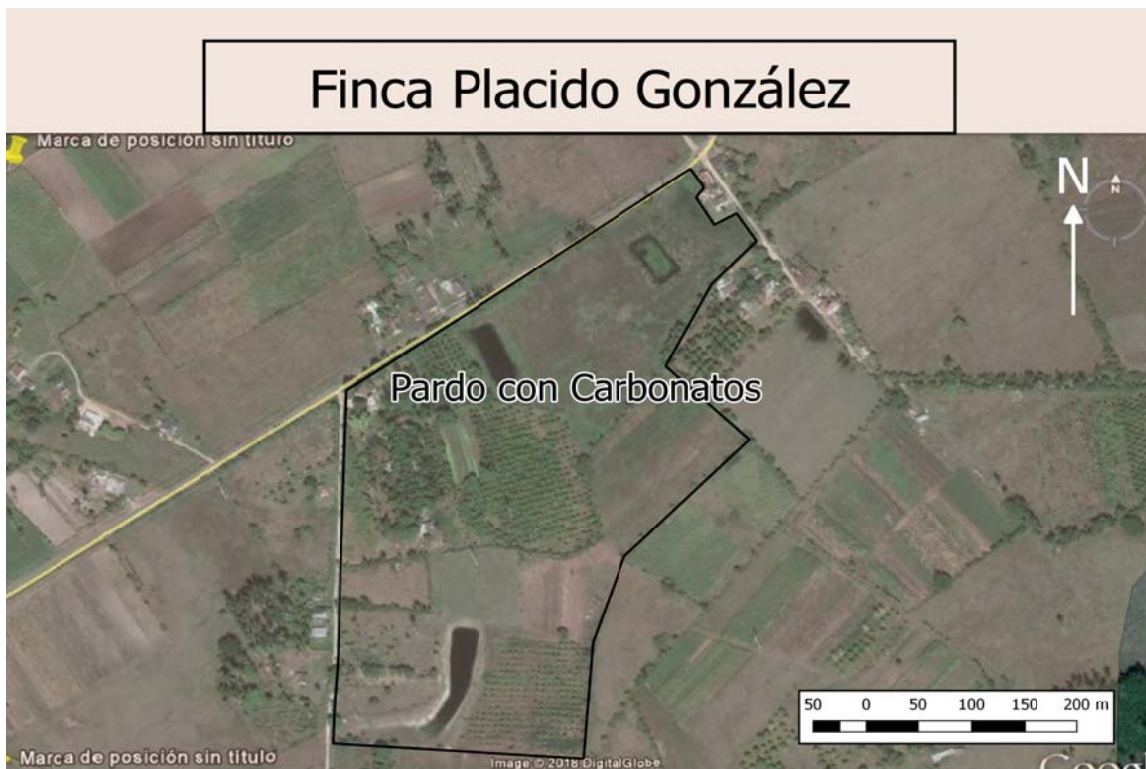 Finca Placido González
Marca de posición sin título
N
N
Pardo con Carbonatos
50 0 50 100 150 200 m
Marca de posición sin título
Image © 2018 DigitalGlobe
Google